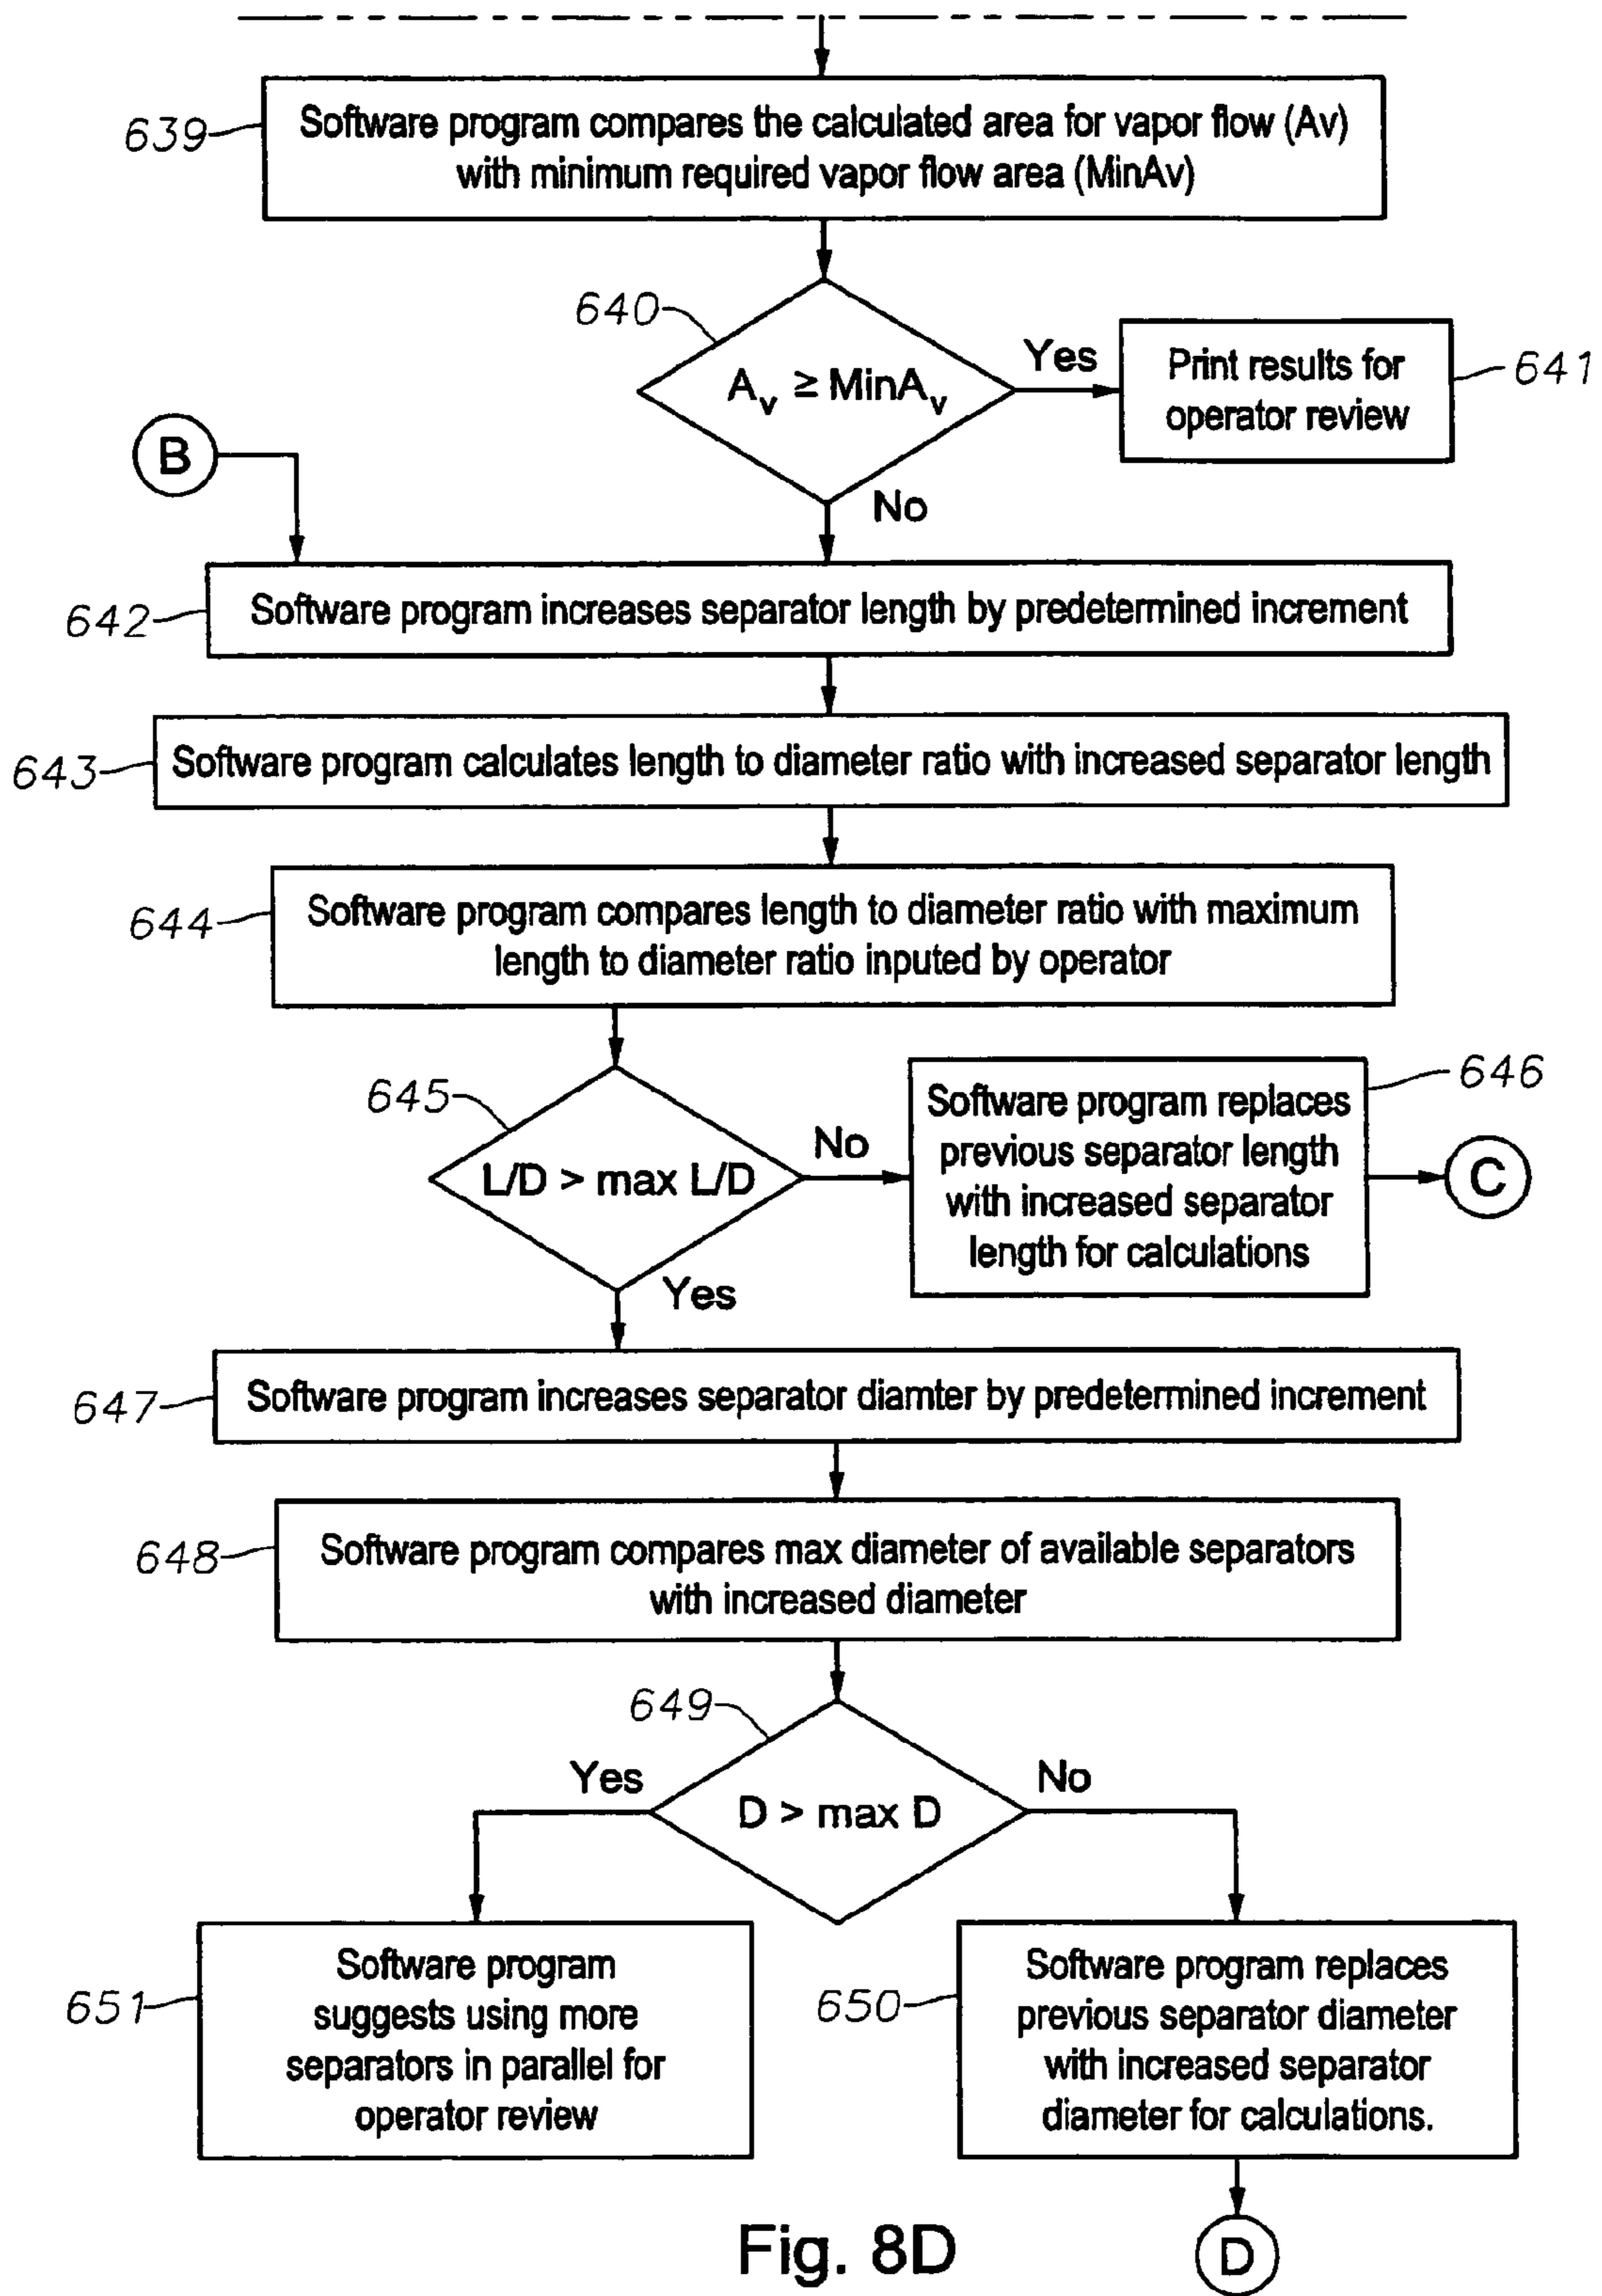 639
Software program compares the calculated area for vapor flow (Av)
with minimum required vapor flow area (MinAv)
640
Av ≥ MinAv
Yes
Print results for
operator review
641
B
No
642
Software program increases separator length by predetermined increment
643
Software program calculates length to diameter ratio with increased separator length
644
Software program compares length to diameter ratio with maximum
length to diameter ratio inputed by operator
645
L/D > max L/D
No
Software program replaces
previous separator length
with increased separator
length for calculations
646
C
Yes
647
Software program increases separator diamter by predetermined increment
648
Software program compares max diameter of available separators
with increased diameter
649
Yes
D > max D
No
651
Software program
suggests using more
separators in parallel for
operator review
650
Software program replaces
previous separator diameter
with increased separator
diameter for calculations.
Fig. 8D
D